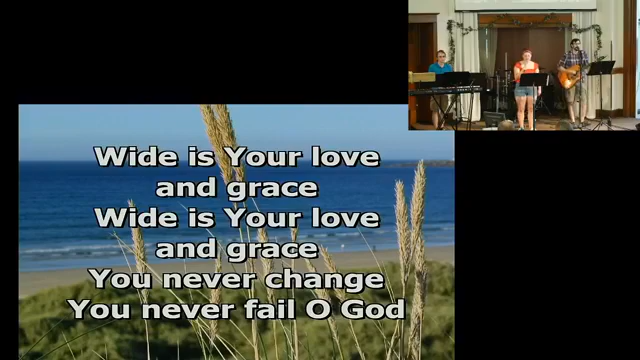 Wide is Your love
and grace
Wide is Your love
and grace
You never change
You never fail O God